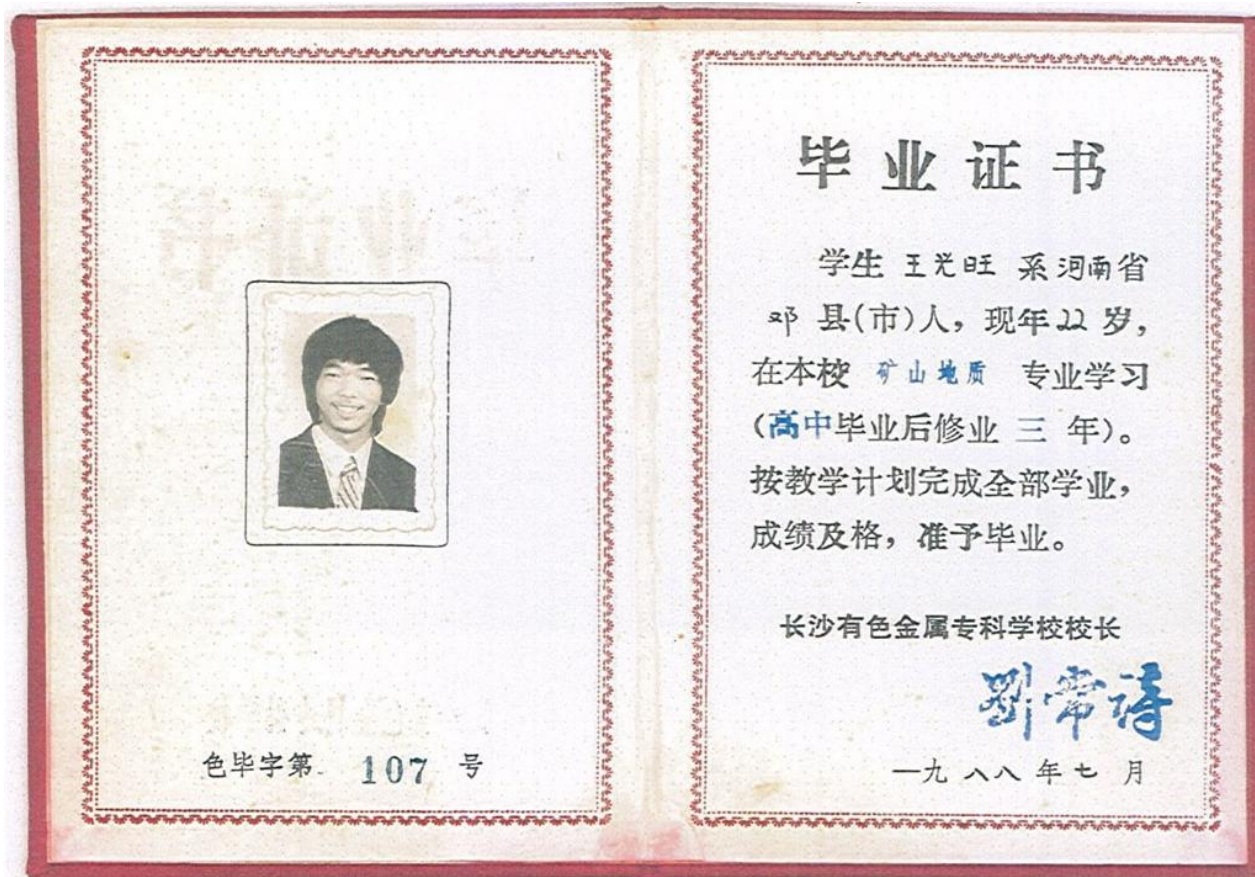 色毕字第 107 号
毕业证书
学生 王光旺 系河南省
邓 县(市)人，现年22岁，
在本校 矿山地质 专业学习
(高中毕业后修业 三 年)。
按教学计划完成全部学业，
成绩及格，准予毕业。
长沙有色金属专科学校校长
劉常诗
一九八八年七月